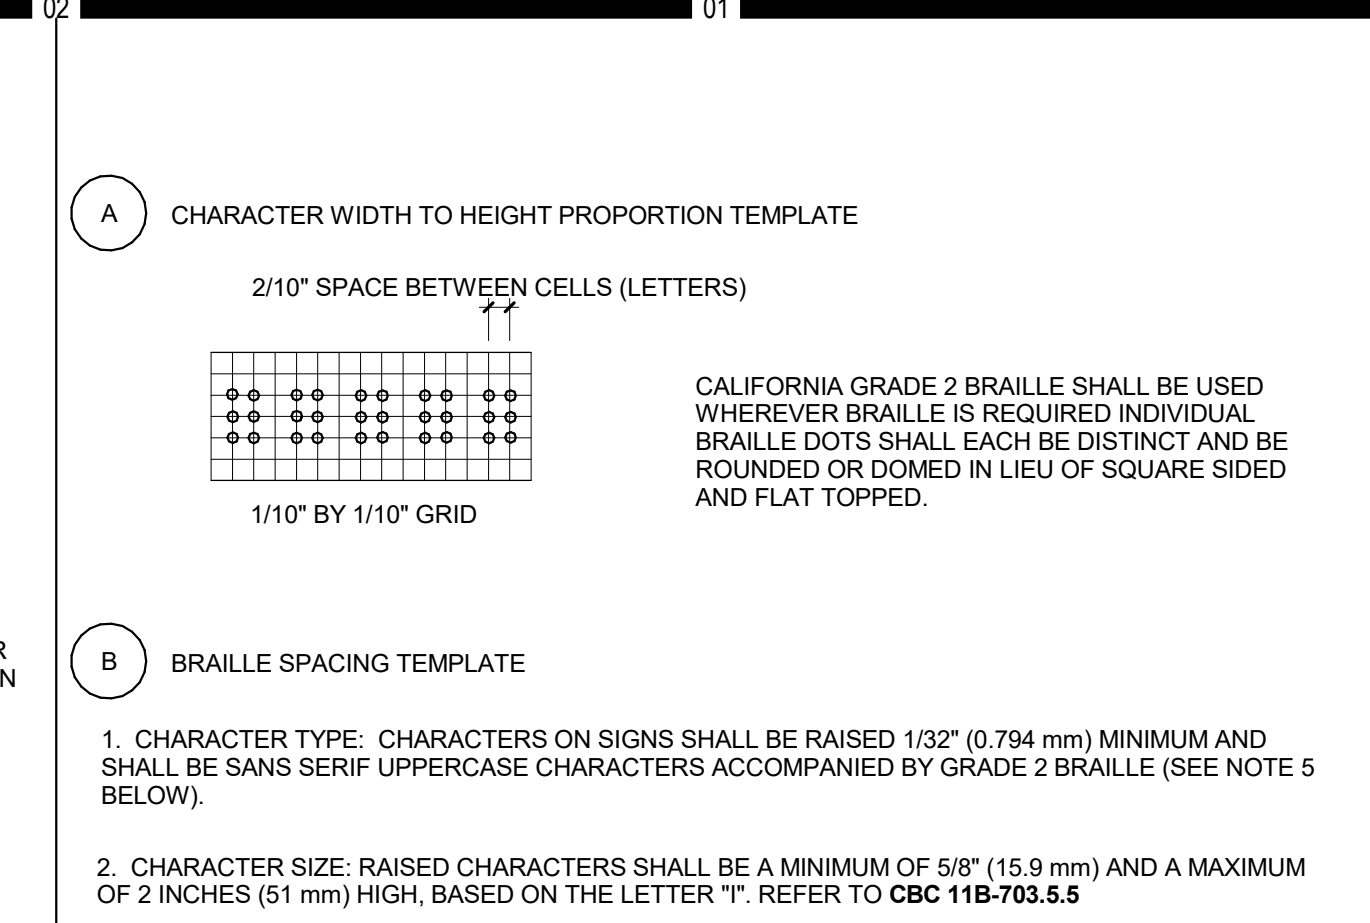 02
01
A
CHARACTER WIDTH TO HEIGHT PROPORTION TEMPLATE
2/10" SPACE BETWEEN CELLS (LETTERS)
CALIFORNIA GRADE 2 BRAILLE SHALL BE USED
WHEREVER BRAILLE IS REQUIRED INDIVIDUAL
BRAILLE DOTS SHALL EACH BE DISTINCT AND BE
ROUNDED OR DOMED IN LIEU OF SQUARE SIDED
AND FLAT TOPPED.
1/10" BY 1/10" GRID
R
N
B
BRAILLE SPACING TEMPLATE
1. CHARACTER TYPE: CHARACTERS ON SIGNS SHALL BE RAISED 1/32" (0.794 mm) MINIMUM AND
SHALL BE SANS SERIF UPPERCASE CHARACTERS ACCOMPANIED BY GRADE 2 BRAILLE (SEE NOTE 5
BELOW).
2. CHARACTER SIZE: RAISED CHARACTERS SHALL BE A MINIMUM OF 5/8" (15.9 mm) AND A MAXIMUM
OF 2 INCHES (51 mm) HIGH, BASED ON THE LETTER "I". REFER TO CBC 11B-703.5.5